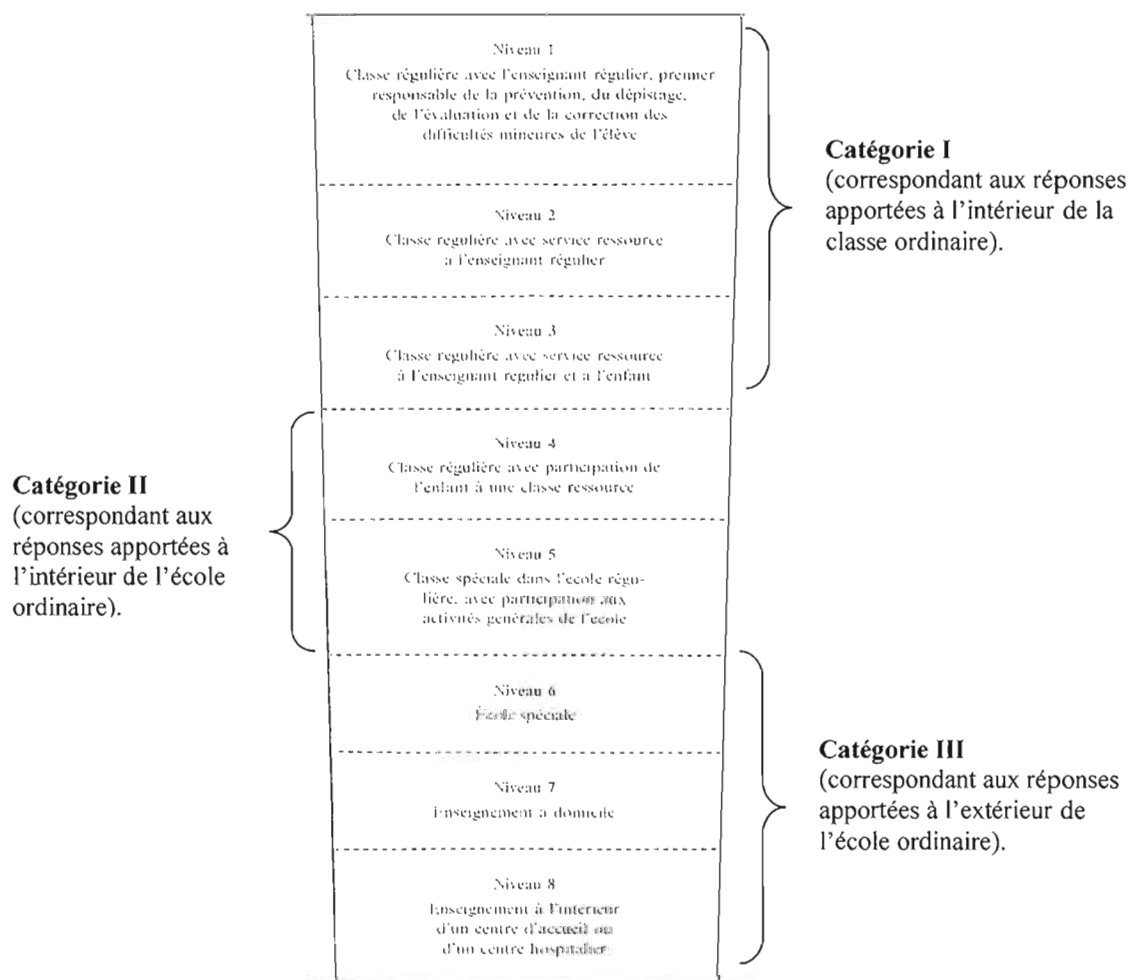 Niveau 1
Classe régulière avec l'enseignant régulier, premier
responsable de la prévention, du dépistage,
de l'évaluation et de la correction des
difficultés mineures de l'élève
Catégorie I
(correspondant aux réponses
apportées à l'intérieur de la
classe ordinaire).
Niveau 2
Classe regulière avec service ressource
a l'enseignant régulier
Niveau 3
Classe regulière avec service ressource
à l'enseignant regulier et a l'enfant
Catégorie II
(correspondant aux
réponses apportées à
l'intérieur de l'école
ordinaire).
Niveau 4
Classe régulière avec participation de
l'enfant à une classe ressource
Niveau 5
Classe spéciale dans l'ecole régu-
lière, avec participation aux
activités genérales de l'ecole
Niveau 6
École spéciale
Catégorie III
(correspondant aux réponses
apportées à l'extérieur de
l'école ordinaire).
Niveau 7
Enseignement a domicile
Niveau 8
Enseignement à l'intérieur
d'un centre d'accueil ou
d'un centre hospitalier